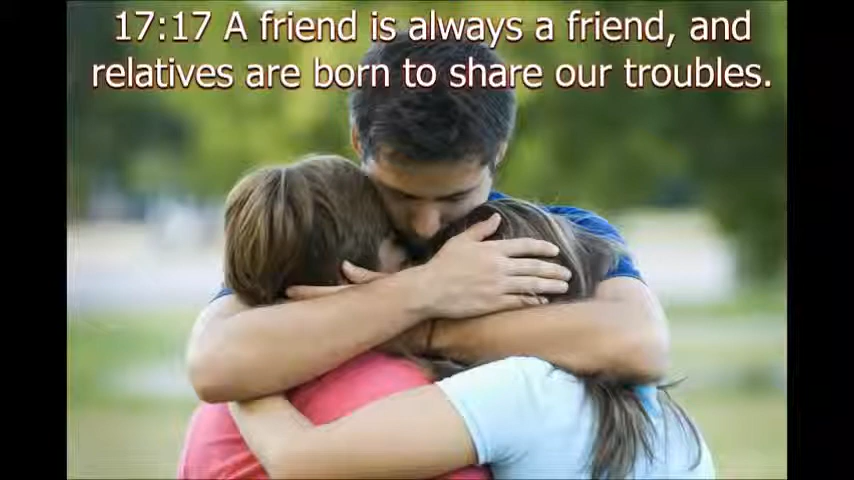 17:17 A friend is always a friend, and
relatives are born to share our troubles.